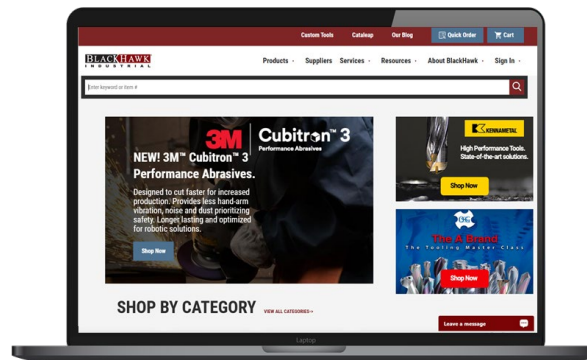 Custom Tools Cataloap Our Blog Quick Order Cart
BLACKHAWK
INDUSTRIAL
Products Suppliers Services Resources About BlackHawk Sign In
Enter keyword or item #
3M Cubitron™ 3
Performance Abrasives
NEW! 3M™ Cubitron™ 3
Performance Abrasives.
Designed to cut faster for increased
production. Provides less hand-arm
vibration, noise and dust prioritizing
safety. Longer lasting and optimized
for robotic solutions.
Shop Now
KENNAMETAL
High Performance Tools.
State-of-the-art solutions.
Shop Now
OSG
The A Brand
The Tooling Master Class
Shop Now
SHOP BY CATEGORY VIEW ALL CATEGORIES
Leave a message
Laptop